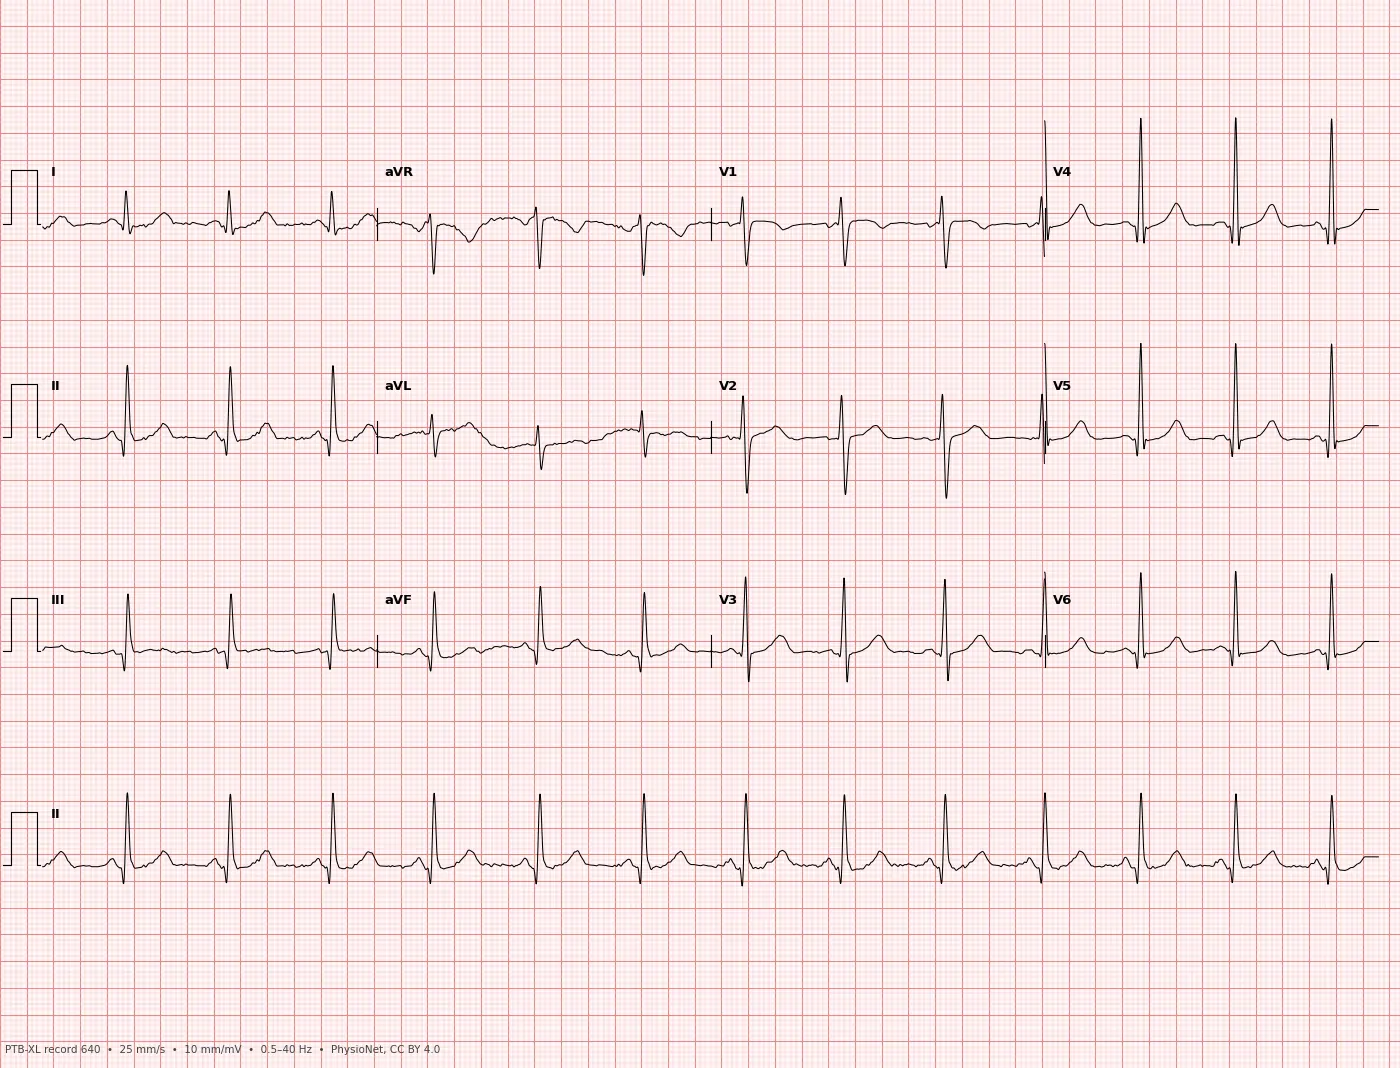 I aVR V1 V4
II aVL V2 V5
III aVF V3 V6
II
PTB-XL record 640 • 25 mm/s • 10 mm/mV • 0.5–40 Hz • PhysioNet, CC BY 4.0